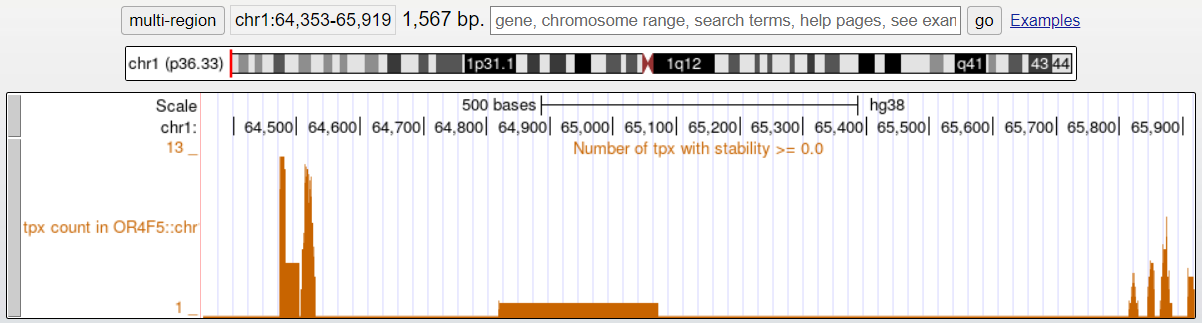 multi-region chr1:64,353-65,919 1,567 bp. gene, chromosome range, search terms, help pages, see exam go Examples
chr1 (p36.33) 1p31.1 1q12 q41 43 44
Scale 500 bases hg38
chr1: 64,500 64,600 64,700 64,800 64,900 65,000 65,100 65,200 65,300 65,400 65,500 65,600 65,700 65,800 65,900
13 _ Number of tpx with stability >= 0.0
tpx count in OR4F5::chr
1 _